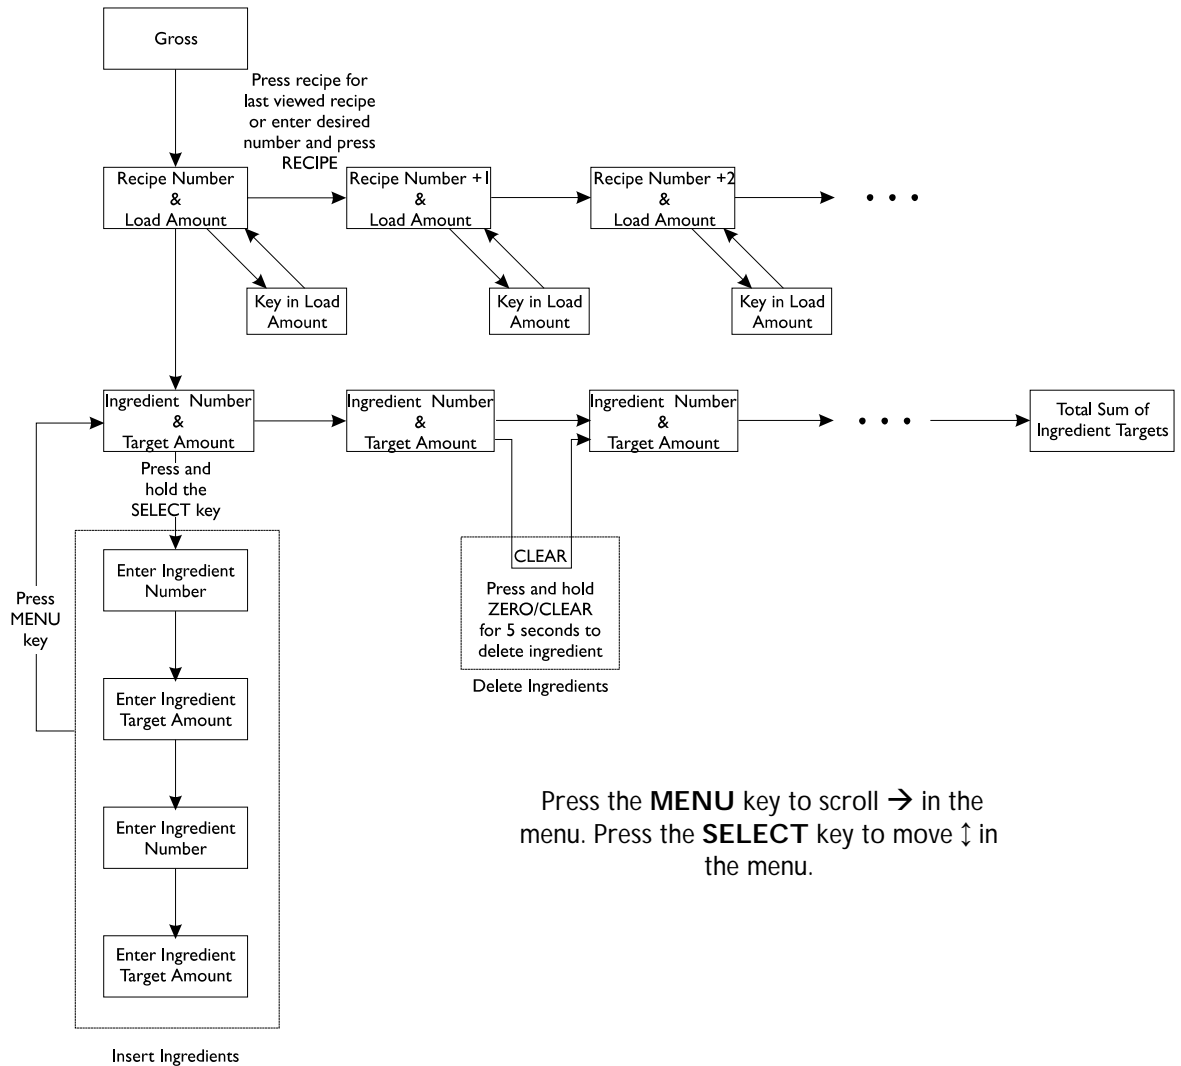 Gross
Press recipe for
last viewed recipe
or enter desired
number and press
RECIPE
Recipe Number
&
Load Amount
Recipe Number +1
&
Load Amount
Recipe Number +2
&
Load Amount
• • •
Key in Load
Amount
Key in Load
Amount
Key in Load
Amount
Ingredient Number
&
Target Amount
Ingredient Number
&
Target Amount
Ingredient Number
&
Target Amount
• • •
Total Sum of
Ingredient Targets
Press and
hold the
SELECT key
Press
MENU
key
Enter Ingredient
Number
Enter Ingredient
Target Amount
Enter Ingredient
Number
Enter Ingredient
Target Amount
Insert Ingredients
CLEAR
Press and hold
ZERO/CLEAR
for 5 seconds to
delete ingredient
Delete Ingredients
Press the MENU key to scroll → in the
menu. Press the SELECT key to move ↕ in
the menu.